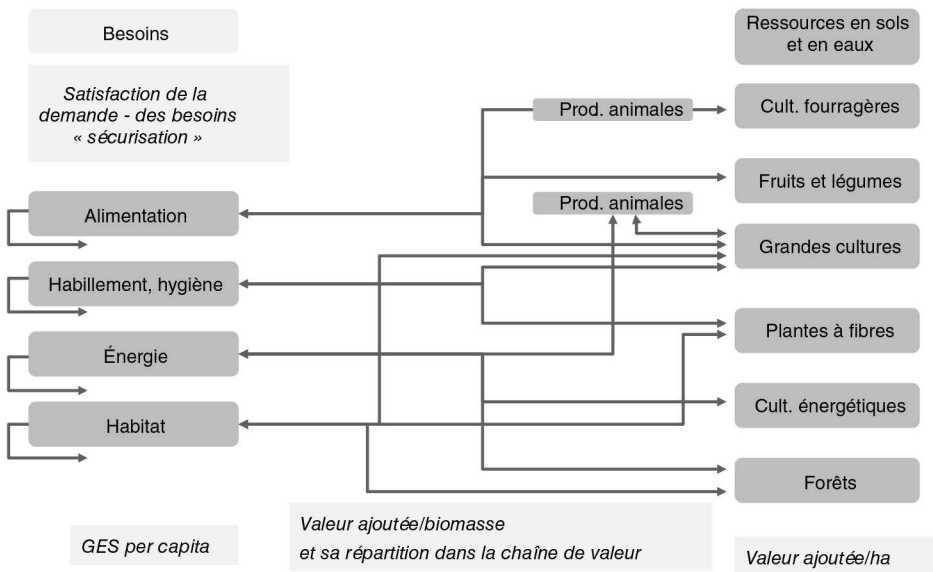 Besoins
Ressources en sols
et en eaux
Satisfaction de la
demande - des besoins
« sécurisation »
Prod. animales
Cult. fourragères
Fruits et légumes
Prod. animales
Alimentation
Grandes cultures
Habillement, hygiène
Plantes à fibres
Énergie
Cult. énergétiques
Habitat
Forêts
GES per capita
Valeur ajoutée/biomasse
et sa répartition dans la chaîne de valeur
Valeur ajoutée/ha